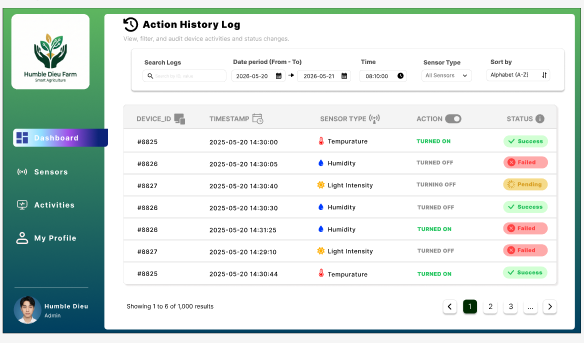 Humble Dieu Farm
Smart Agriculture
Dashboard
Sensors
Activities
My Profile
Humble Dieu
Admin
Action History Log
View, filter, and audit device activities and status changes.
Search Logs Date period (From - To) Time Sensor Type Sort by
2026-05-20 2026-05-21 08:10:00 All Sensors Alphabet (A-Z)
DEVICE_ID TIMESTAMP SENSOR TYPE ACTION STATUS
#8825 2025-05-20 14:30:00 Tempurature TURNED ON Success
#8826 2025-05-20 14:30:05 Humidity TURNED OFF Failed
#8827 2025-05-20 14:30:40 Light Intensity TURNING OFF Pending
#8826 2025-05-20 14:30:30 Humidity TURNED OFF Success
#8826 2025-05-20 14:31:25 Humidity TURNED ON Failed
#8827 2025-05-20 14:29:10 Light Intensity TURNED OFF Failed
#8825 2025-05-20 14:30:44 Tempurature TURNED ON Success
Showing 1 to 6 of 1,000 results
1 2 3 ...